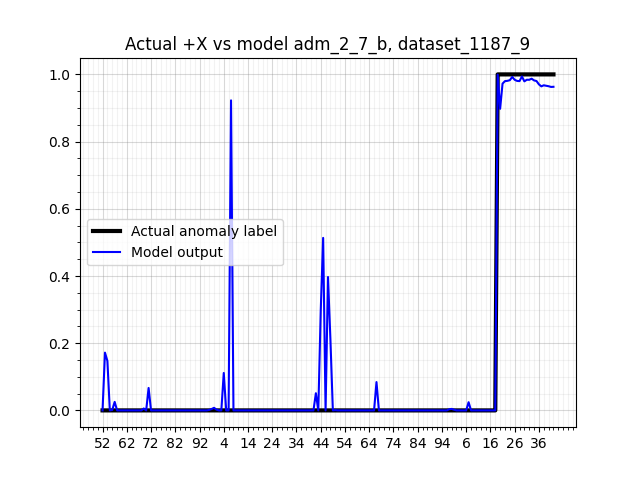 Actual +X vs model adm_2_7_b, dataset_1187_9
1.0
0.8
0.6
0.4
0.2
0.0
Actual anomaly label
Model output
52 62 72 82 92 4 14 24 34 44 54 64 74 84 94 6 16 26 36